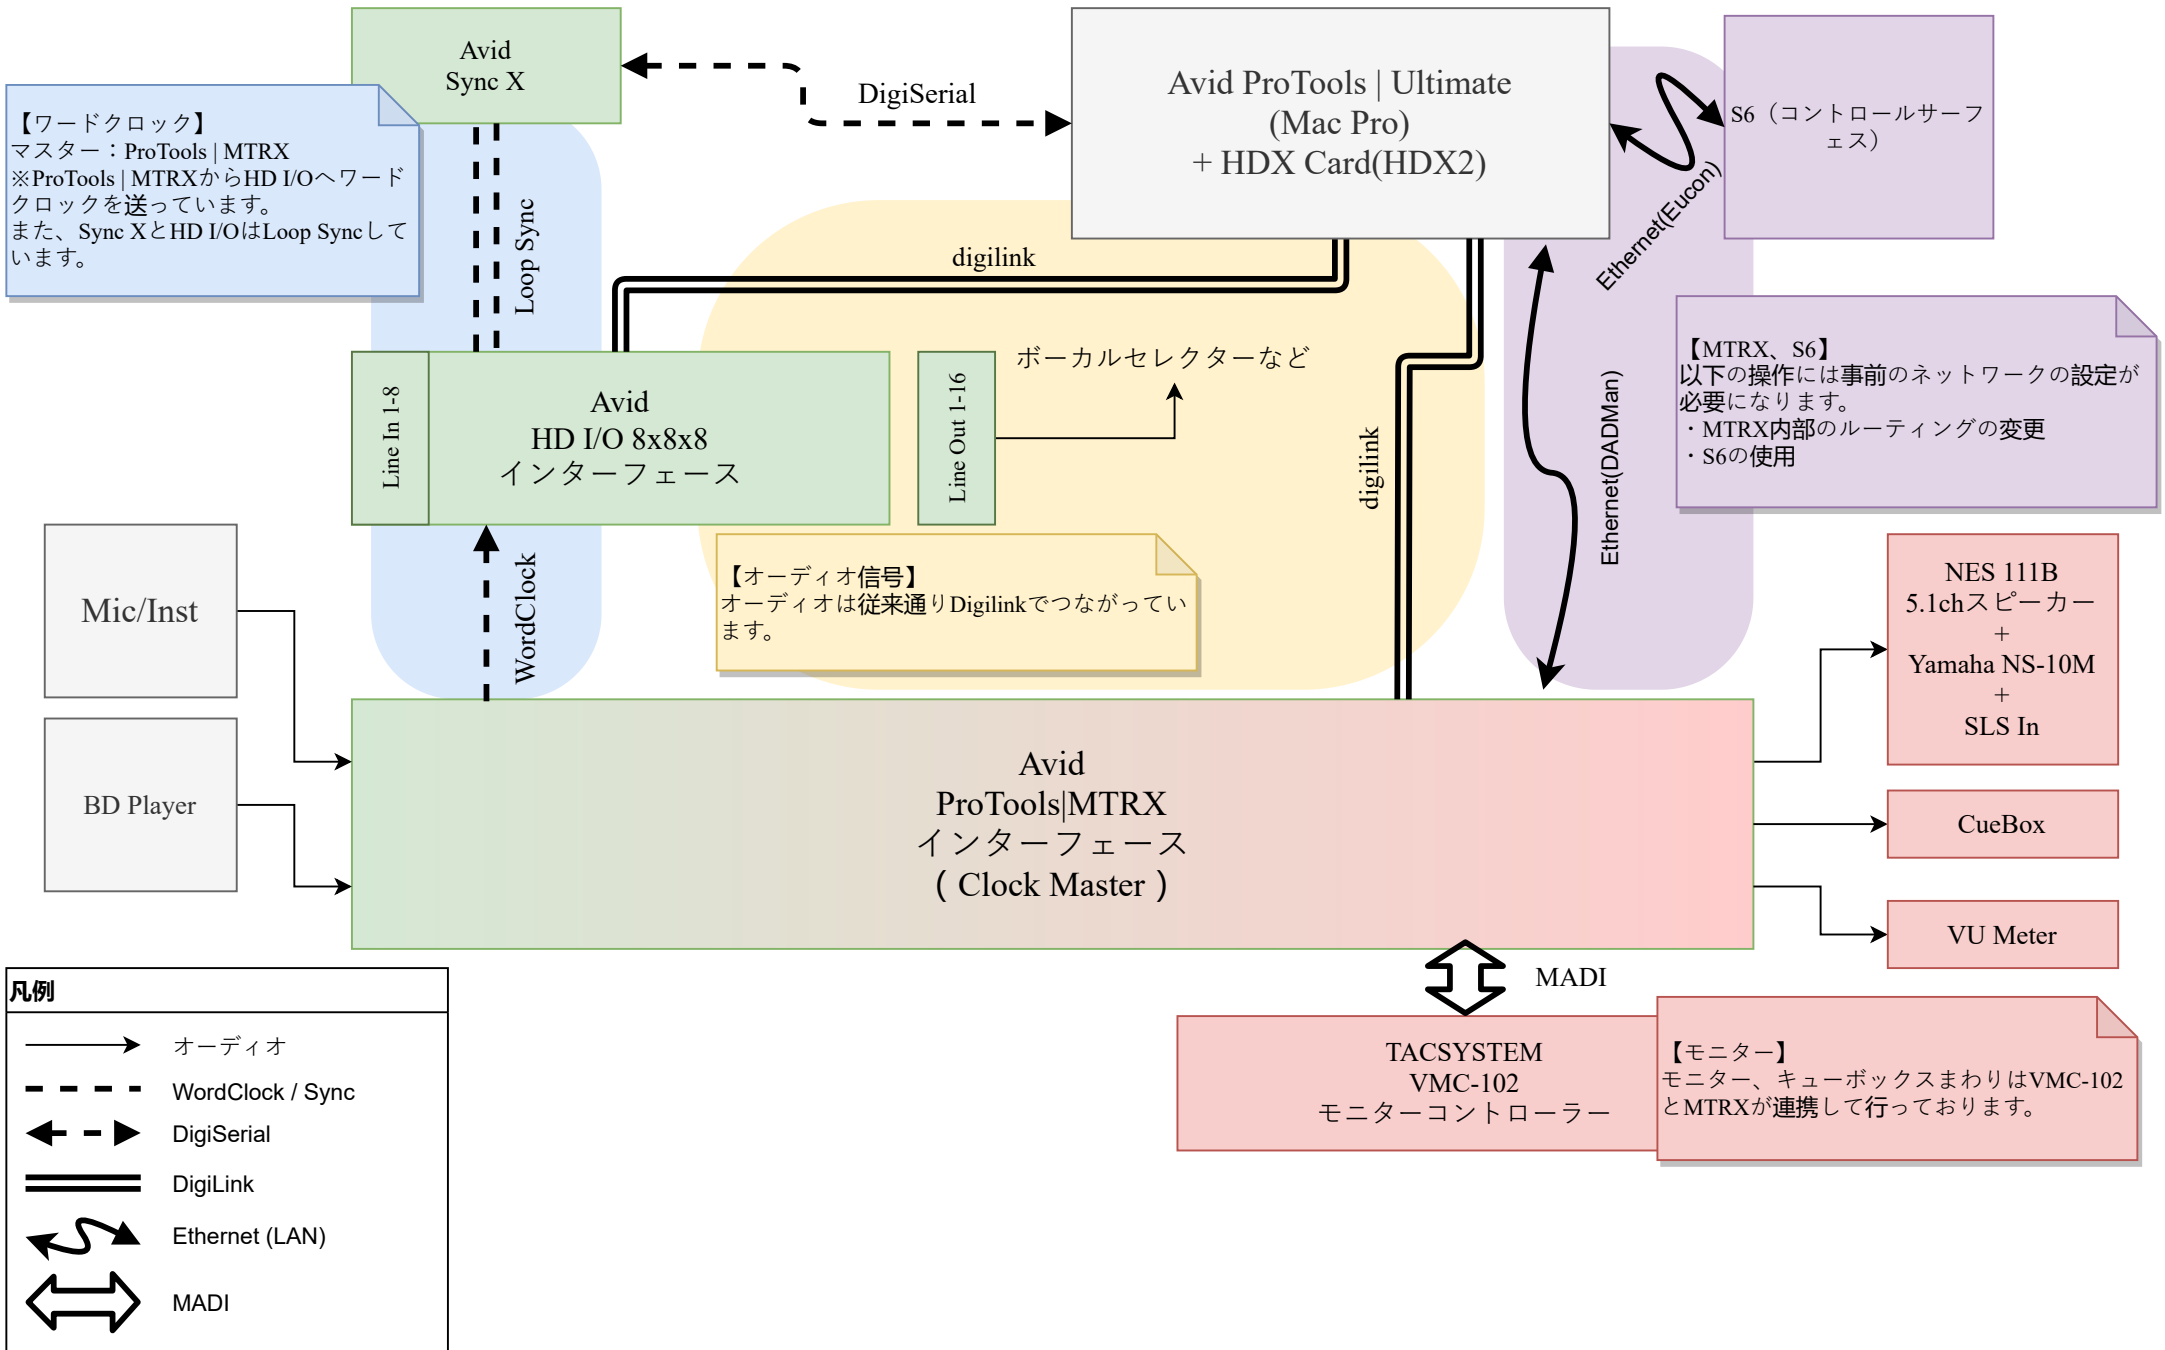 Avid
Sync X
DigiSerial
Avid ProTools | Ultimate
(Mac Pro)
+ HDX Card(HDX2)
S6（コントロールサーフ
ェス）
Ethernet(Eucon)
【ワードクロック】
マスター：ProTools | MTRX
※ProTools | MTRXからHD I/Oへワード
クロックを送っています。
また、Sync XとHD I/OはLoop Syncして
います。
Loop Sync
digilink
【MTRX、S6】
以下の操作には事前のネットワークの設定が
必要になります。
・MTRX内部のルーティングの変更
・S6の使用
Line In 1-8
Avid
HD I/O 8x8x8
インターフェース
Line Out 1-16
ボーカルセレクターなど
digilink
Ethernet(DADMan)
WordClock
【オーディオ信号】
オーディオは従来通りDigilinkでつながってい
ます。
Mic/Inst
BD Player
NES 111B
5.1chスピーカー
+
Yamaha NS-10M
+
SLS In
CueBox
VU Meter
Avid
ProTools|MTRX
インターフェース
（Clock Master）
MADI
TACSYSTEM
VMC-102
モニターコントローラー
【モニター】
モニター、キューボックスまわりはVMC-102
とMTRXが連携して行っております。
凡例
オーディオ
WordClock / Sync
DigiSerial
DigiLink
Ethernet (LAN)
MADI